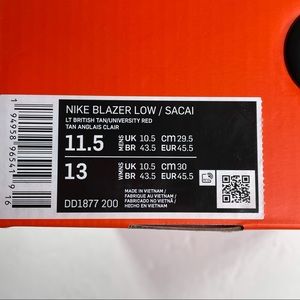 NIKE BLAZER LOW / SACAI
LT BRITISH TAN/UNIVERSITY RED
TAN ANGLAIS CLAIR
11.5 MENS UK 10.5 CM 29.5
BR 43.5 EUR 45.5
13 WMNS UK 10.5 CM 30
BR 43.5 EUR 45.5
DD1877 200
MADE IN VIETNAM /
FABRIQUE AU VIETNAM /
FABRICADO NO VIETNÃ /
HECHO EN VIETNAM